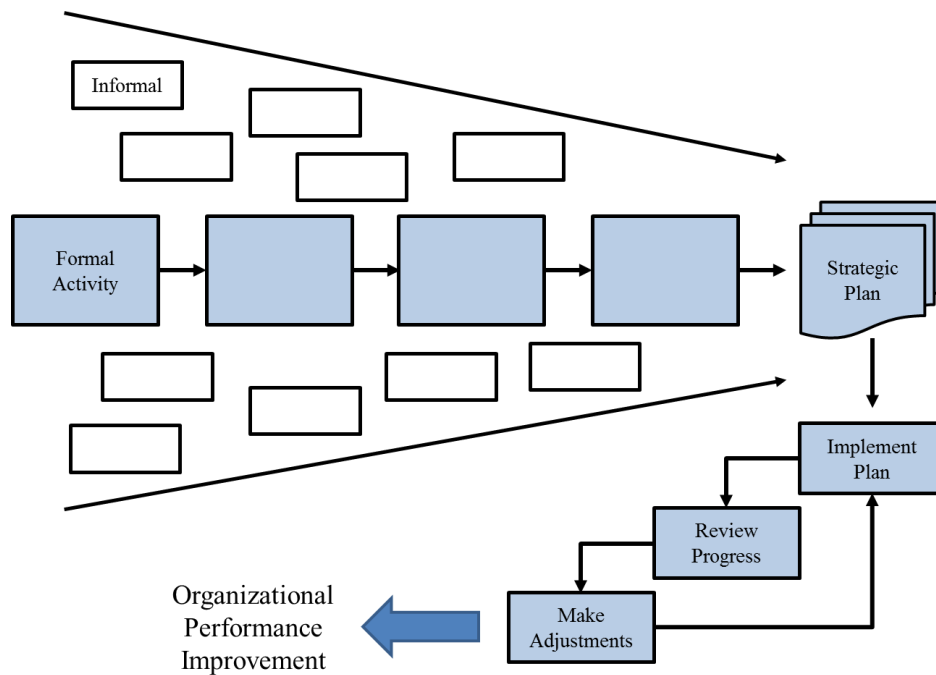 Informal
Formal
Activity
Strategic
Plan
Implement
Plan
Review
Progress
Make
Adjustments
Organizational
Performance
Improvement